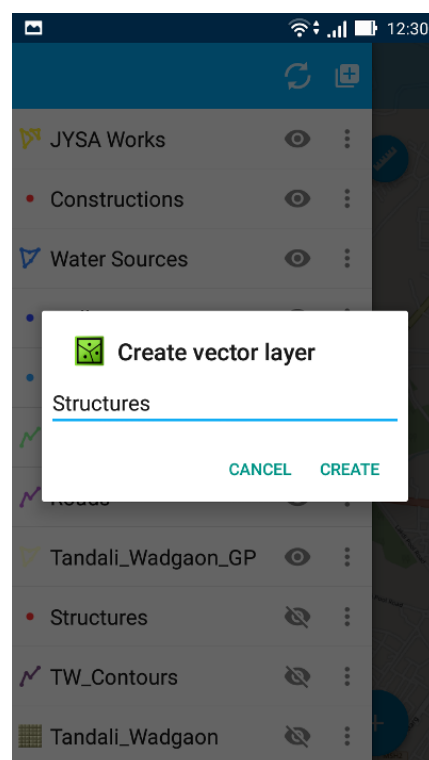 12:30
JYSA Works
Constructions
Water Sources
Create vector layer
Structures
CANCEL CREATE
Tandali_Wadgaon_GP
Structures
TW_Contours
Tandali_Wadgaon